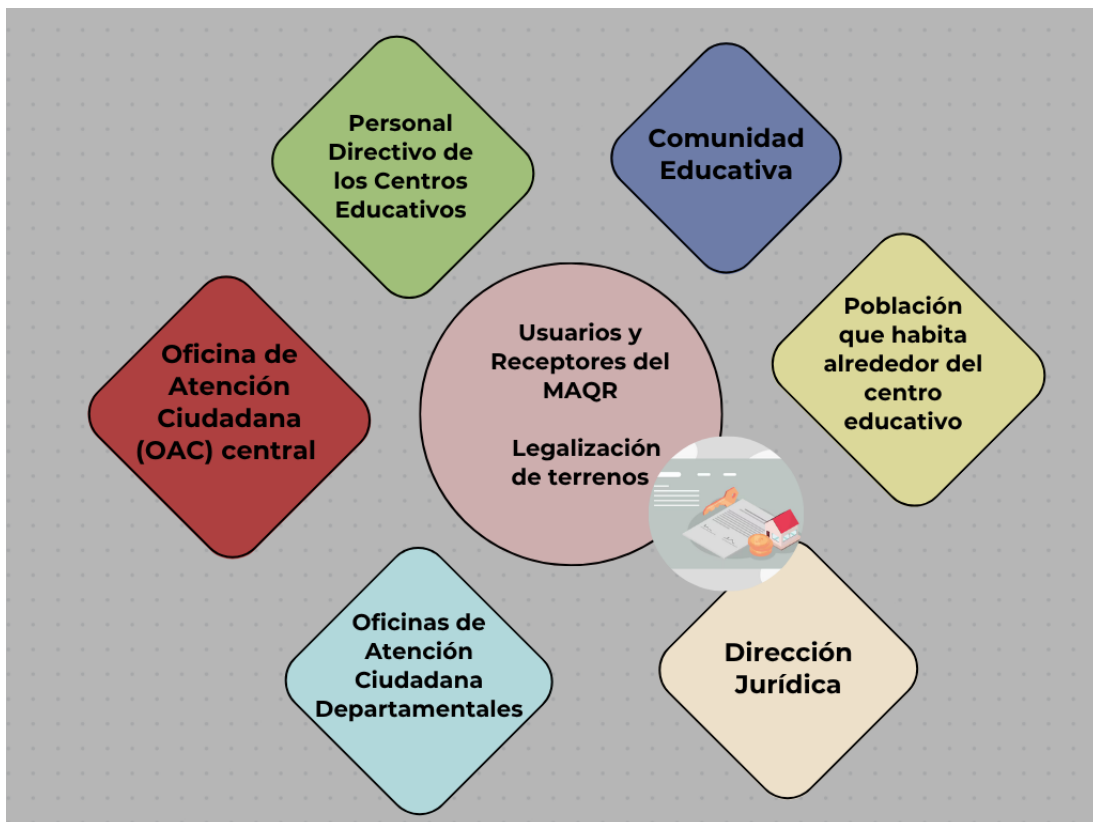 Personal
Directivo de
los Centros
Educativos
Comunidad
Educativa
Población
que habita
alrededor del
centro
educativo
Oficina de
Atención
Ciudadana
(OAC) central
Usuarios y
Receptores del
MAQR
Legalización
de terrenos
Oficinas de
Atención
Ciudadana
Departamentales
Dirección
Jurídica